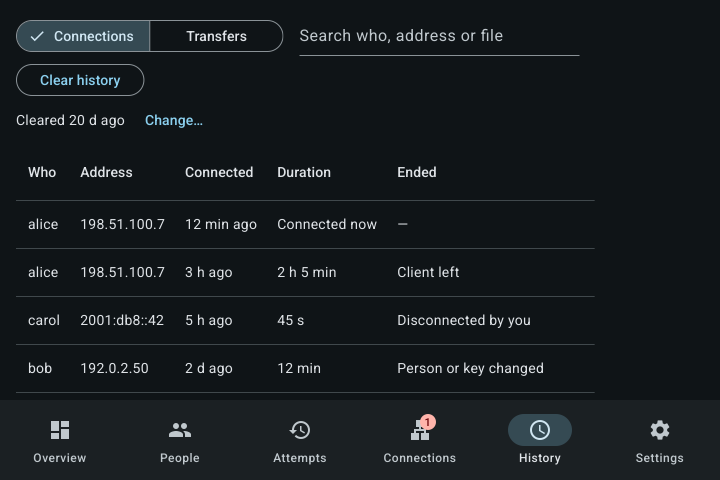 Connections Transfers Search who, address or file
Clear history
Cleared 20 d ago Change…
Who Address Connected Duration Ended
alice 198.51.100.7 12 min ago Connected now —
alice 198.51.100.7 3 h ago 2 h 5 min Client left
carol 2001:db8::42 5 h ago 45 s Disconnected by you
bob 192.0.2.50 2 d ago 12 min Person or key changed
1
Overview People Attempts Connections History Settings